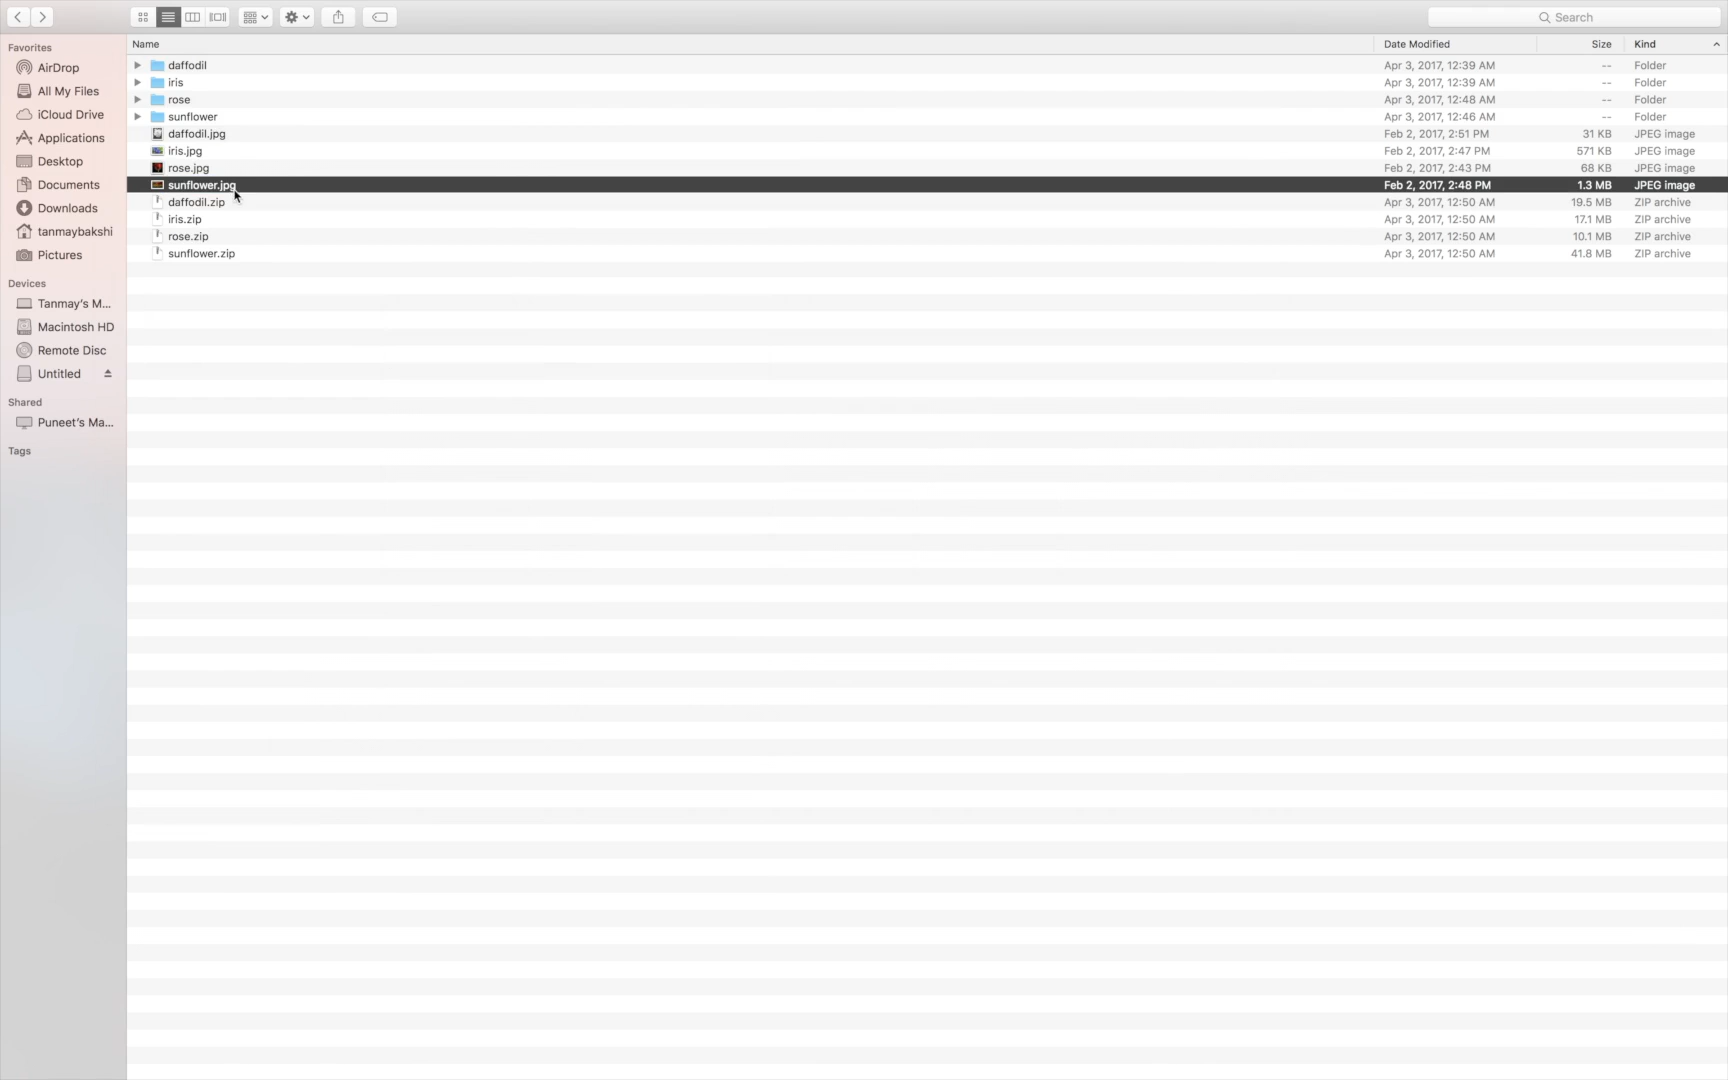 Search
Favorites
AirDrop
All My Files
iCloud Drive
Applications
Desktop
Documents
Downloads
tanmaybakshi
Pictures
Devices
Tanmay's M...
Macintosh HD
Remote Disc
Untitled
Shared
Puneet's Ma...
Tags
Name Date Modified Size Kind
daffodil Apr 3, 2017, 12:39 AM -- Folder
iris Apr 3, 2017, 12:39 AM -- Folder
rose Apr 3, 2017, 12:48 AM -- Folder
sunflower Apr 3, 2017, 12:46 AM -- Folder
daffodil.jpg Feb 2, 2017, 2:51 PM 31 KB JPEG image
iris.jpg Feb 2, 2017, 2:47 PM 571 KB JPEG image
rose.jpg Feb 2, 2017, 2:43 PM 68 KB JPEG image
sunflower.jpg Feb 2, 2017, 2:48 PM 1.3 MB JPEG image
daffodil.zip Apr 3, 2017, 12:50 AM 19.5 MB ZIP archive
iris.zip Apr 3, 2017, 12:50 AM 17.1 MB ZIP archive
rose.zip Apr 3, 2017, 12:50 AM 10.1 MB ZIP archive
sunflower.zip Apr 3, 2017, 12:50 AM 41.8 MB ZIP archive